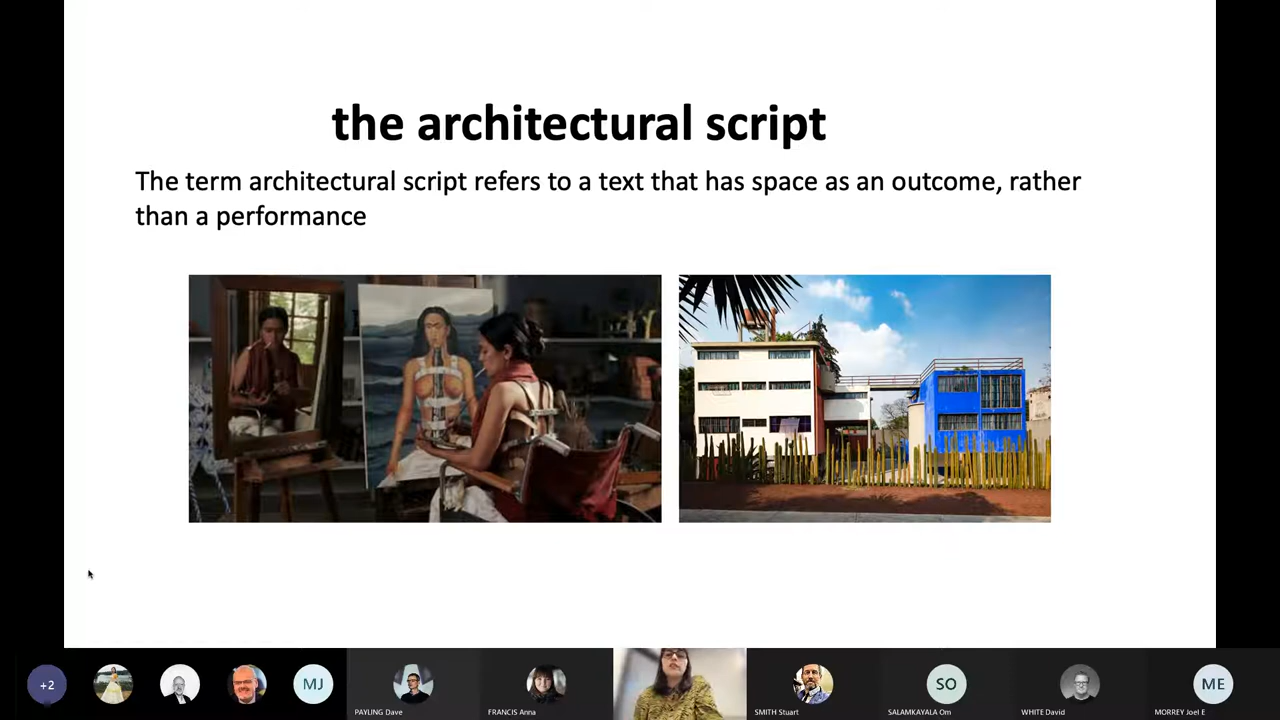 the architectural script
The term architectural script refers to a text that has space as an outcome, rather
than a performance
+2
MJ
PAYLING Dave
FRANCIS Anna
SMITH Stuart
SO
SALAMKAYALA Om
WHITE David
ME
MORREY Joel E